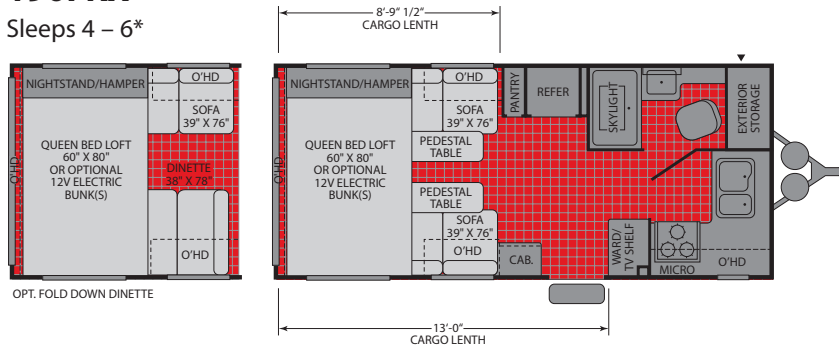 Sleeps 4 – 6*
8'-9" 1/2"
CARGO LENTH
NIGHTSTAND/HAMPER
O'HD
SOFA
39" X 76"
QUEEN BED LOFT
60" X 80"
OR OPTIONAL
12V ELECTRIC
BUNK(S)
DINETTE
38" X 78"
O'HD
O'HD
OPT. FOLD DOWN DINETTE
NIGHTSTAND/HAMPER
O'HD
SOFA
39" X 76"
PEDESTAL
TABLE
QUEEN BED LOFT
60" X 80"
OR OPTIONAL
12V ELECTRIC
BUNK(S)
O'HD
PEDESTAL
TABLE
SOFA
39" X 76"
O'HD
PANTRY
REFER
SKYLIGHT
EXTERIOR
STORAGE
CAB.
WARD/
TV SHELF
MICRO
O'HD
13'-0"
CARGO LENTH